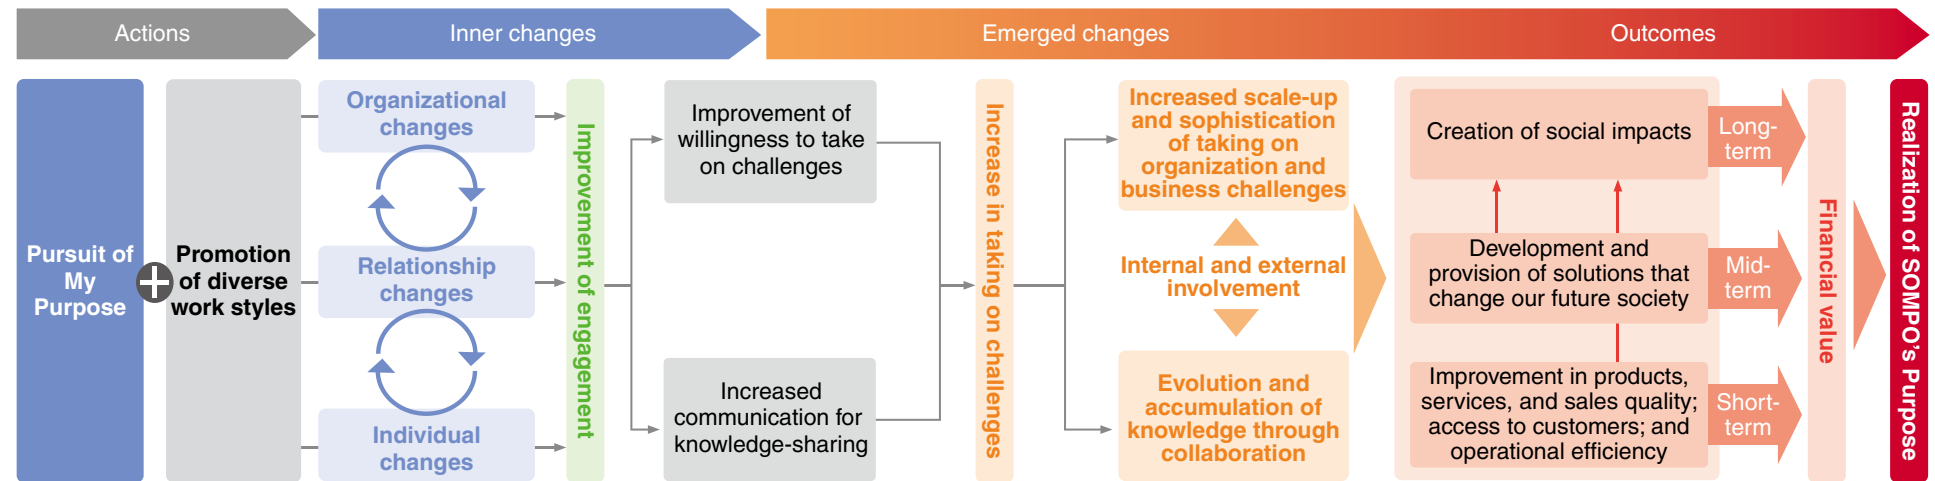 Actions
Inner changes
Emerged changes
Outcomes
Pursuit of
My
Purpose
Promotion
of diverse
work styles
Organizational
changes
Relationship
changes
Individual
changes
Improvement of engagement
Improvement of
willingness to take
on challenges
Increased
communication for
knowledge-sharing
Increase in taking on challenges
Increased scale-up
and sophistication
of taking on
organization and
business challenges
Internal and external
involvement
Evolution and
accumulation of
knowledge through
collaboration
Creation of social impacts
Development and
provision of solutions that
change our future society
Improvement in products,
services, and sales quality;
access to customers; and
operational efficiency
Long-
term
Mid-
term
Short-
term
Financial value
Realization of SOMPO's Purpose